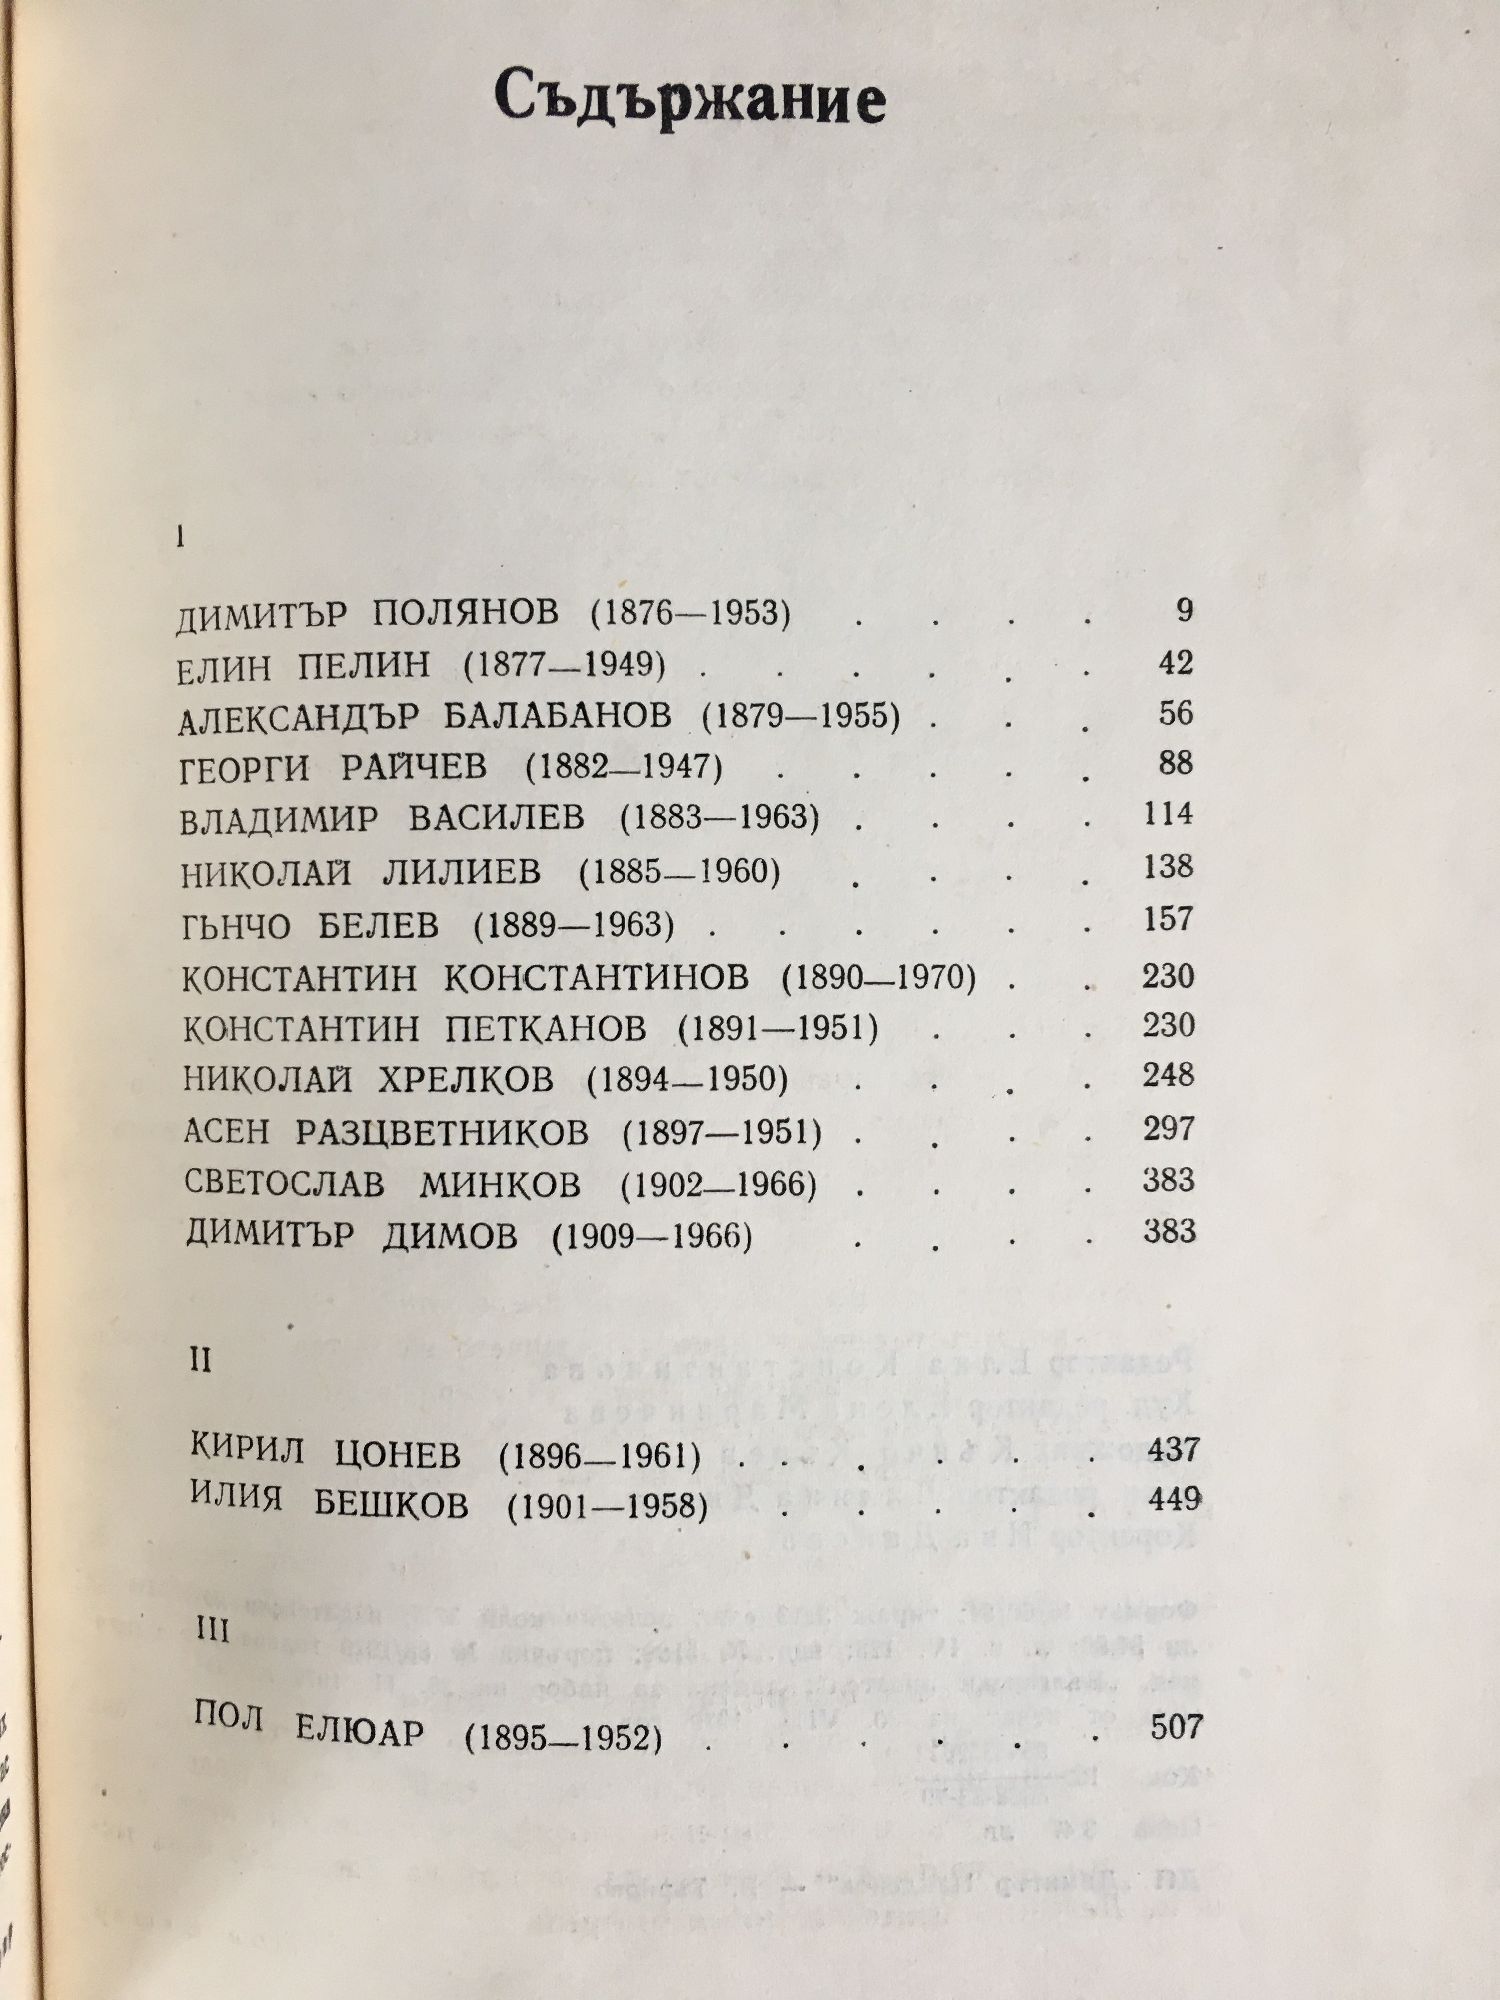 Съдържание
I
ДИМИТЪР ПОЛЯНОВ (1876—1953) . . . . 9
ЕЛИН ПЕЛИН (1877—1949) . . . . . . 42
АЛЕКСАНДЪР БАЛАБАНОВ (1879—1955) . . . 56
ГЕОРГИ РАЙЧЕВ (1882—1947) . . . . . 88
ВЛАДИМИР ВАСИЛЕВ (1883—1963) . . . . 114
НИКОЛАЙ ЛИЛИЕВ (1885—1960) . . . . 138
ГЬНЧО БЕЛЕВ (1889—1963) . . . . . . 157
КОНСТАНТИН КОНСТАНТИНОВ (1890—1970) . . 230
КОНСТАНТИН ПЕТКАНОВ (1891—1951) . . . 230
НИКОЛАЙ ХРЕЛКОВ (1894—1950) . . . . 248
АСЕН РАЗЦВЕТНИКОВ (1897—1951) . . . . 297
СВЕТОСЛАВ МИНКОВ (1902—1966) . . . . 383
ДИМИТЪР ДИМОВ (1909—1966) . . . . 383
II
КИРИЛ ЦОНЕВ (1896—1961) . . . . . . 437
ИЛИЯ БЕШКОВ (1901—1958) . . . . . 449
III
ПОЛ ЕЛЮАР (1895—1952) . . . . . . 507